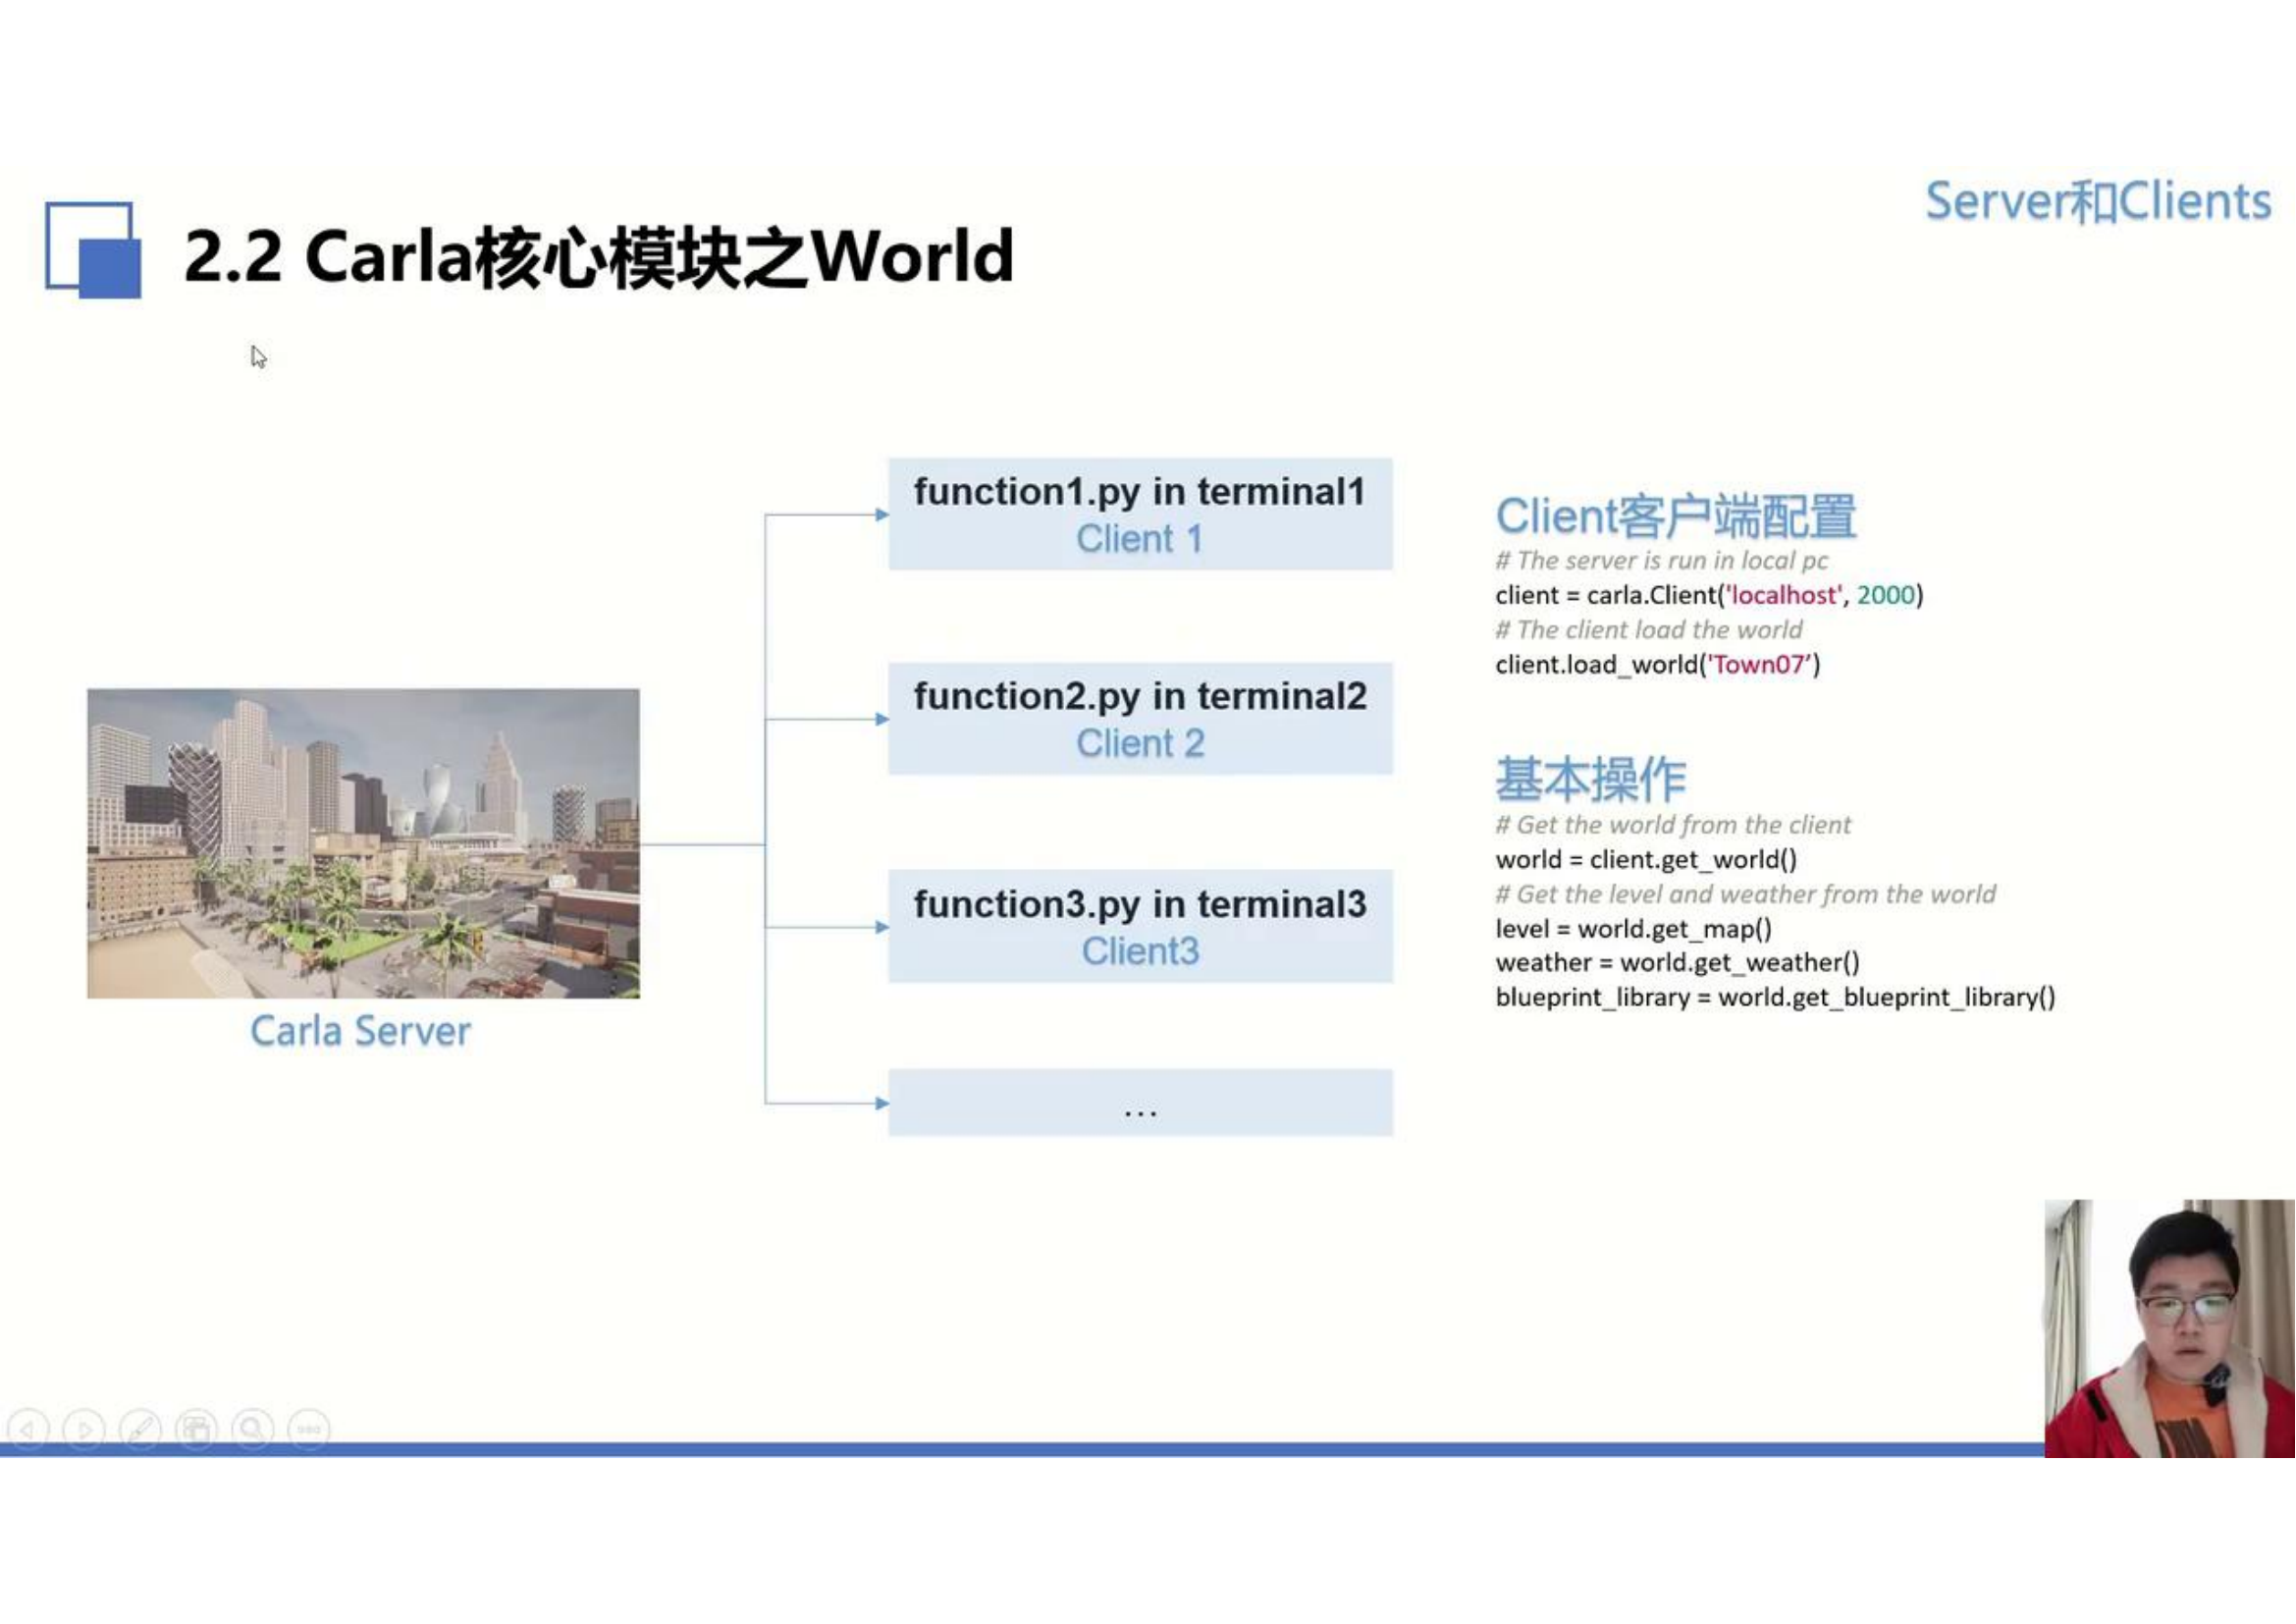 Server和Clients
2.2 Carla核心模块之World
function1.py in terminal1
Client 1
function2.py in terminal2
Client 2
function3.py in terminal3
Client3
...
Carla Server
Client客户端配置
# The server is run in local pc
client = carla.Client('localhost', 2000)
# The client load the world
client.load_world('Town07’)
基本操作
# Get the world from the client
world = client.get_world()
# Get the level and weather from the world
level = world.get_map()
weather = world.get_weather()
blueprint_library = world.get_blueprint_library()